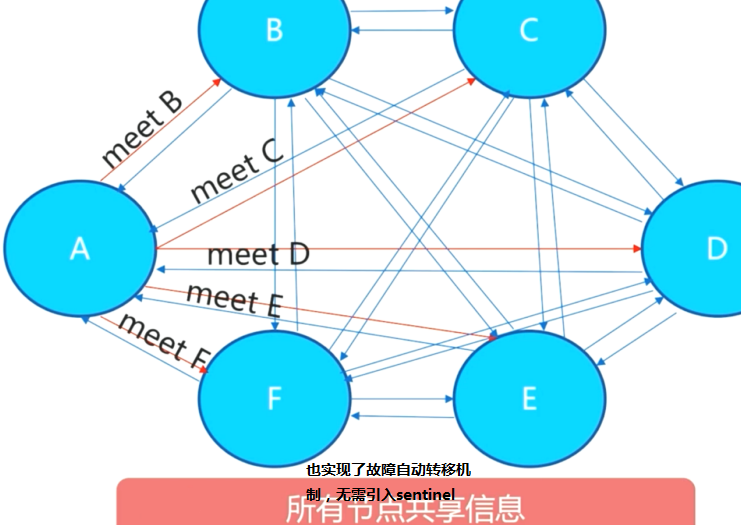 B
C
meet B
meet C
A
meet D
D
meet E
meet F
F
E
也实现了故障自动转移机
制，无需引入sentinel
所有节点共享信息